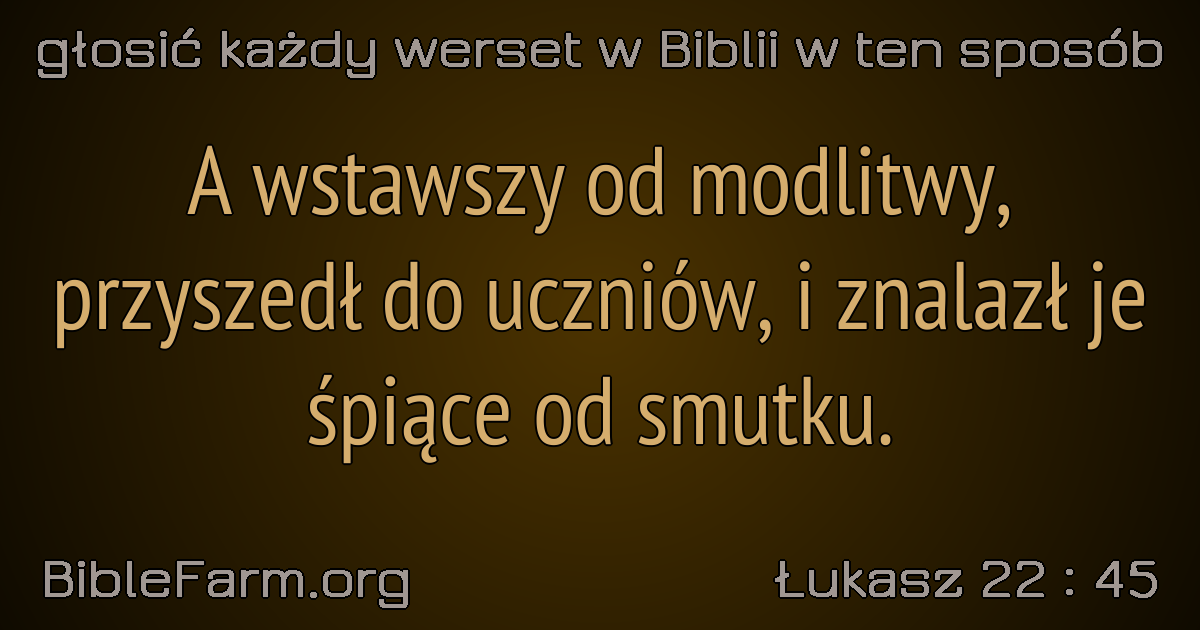 głosić każdy werset w Biblii w ten sposób
A wstawszy od modlitwy,
przyszedł do uczniów, i znalazł je
śpiące od smutku.
BibleFarm.org
Łukasz 22 : 45